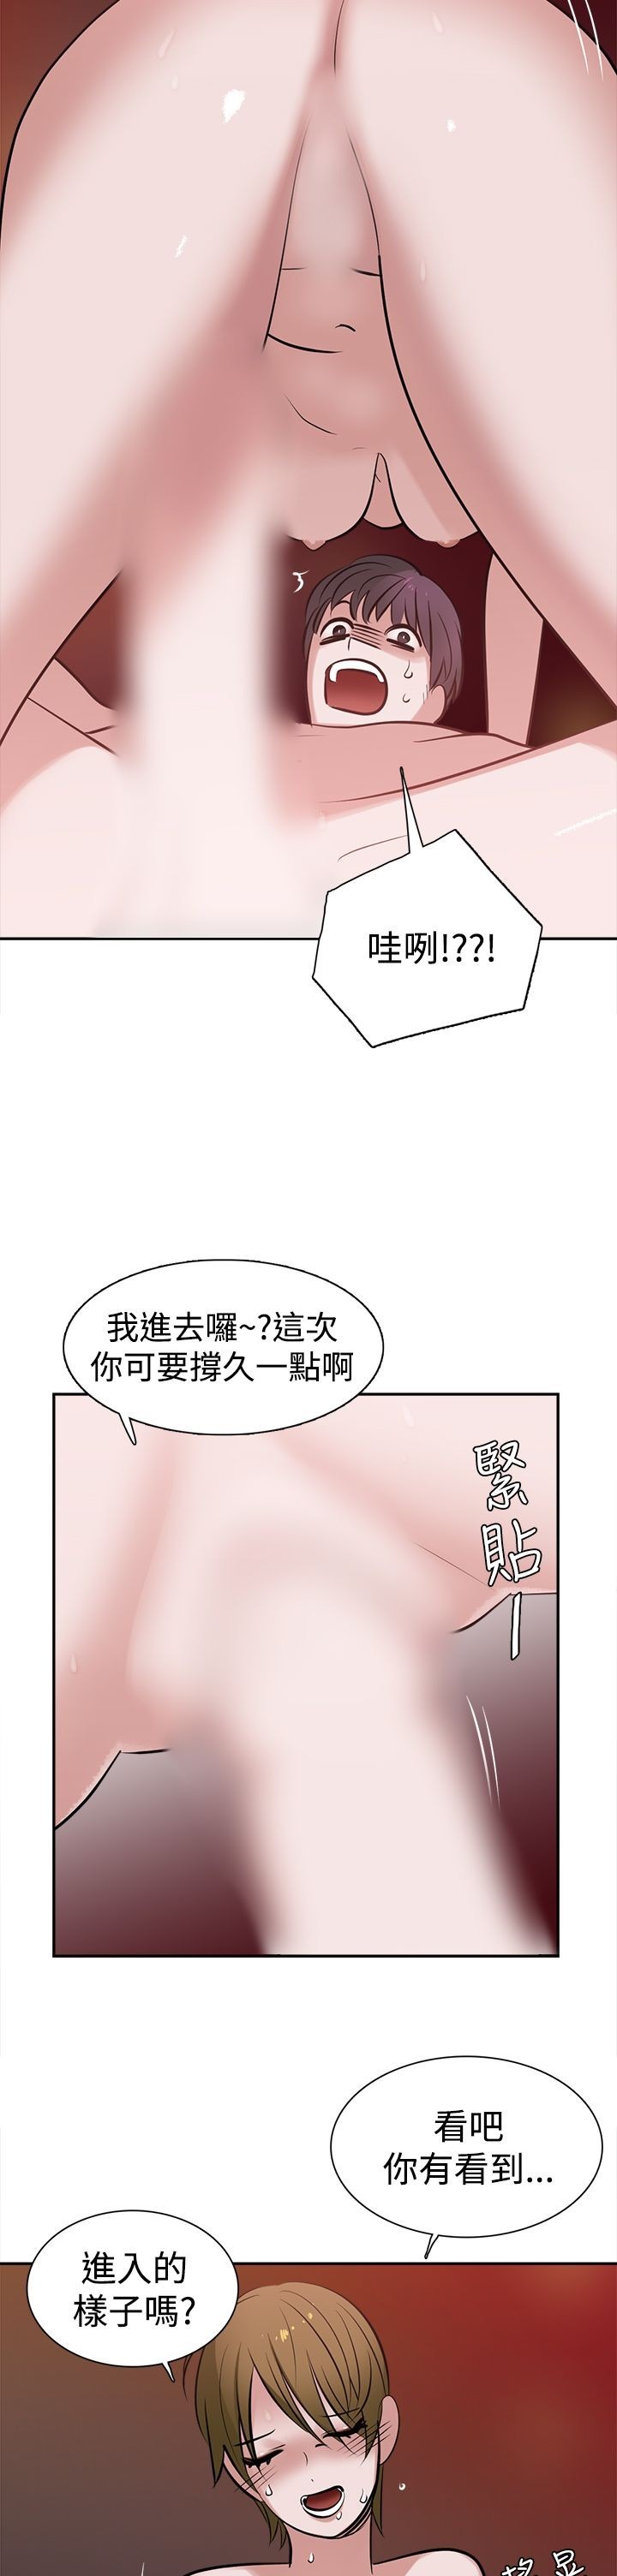 哇咧!??!
我進去囉~?這次
你可要撐久一點啊
緊貼—
看吧
你有看到...
進入的
樣子嗎?